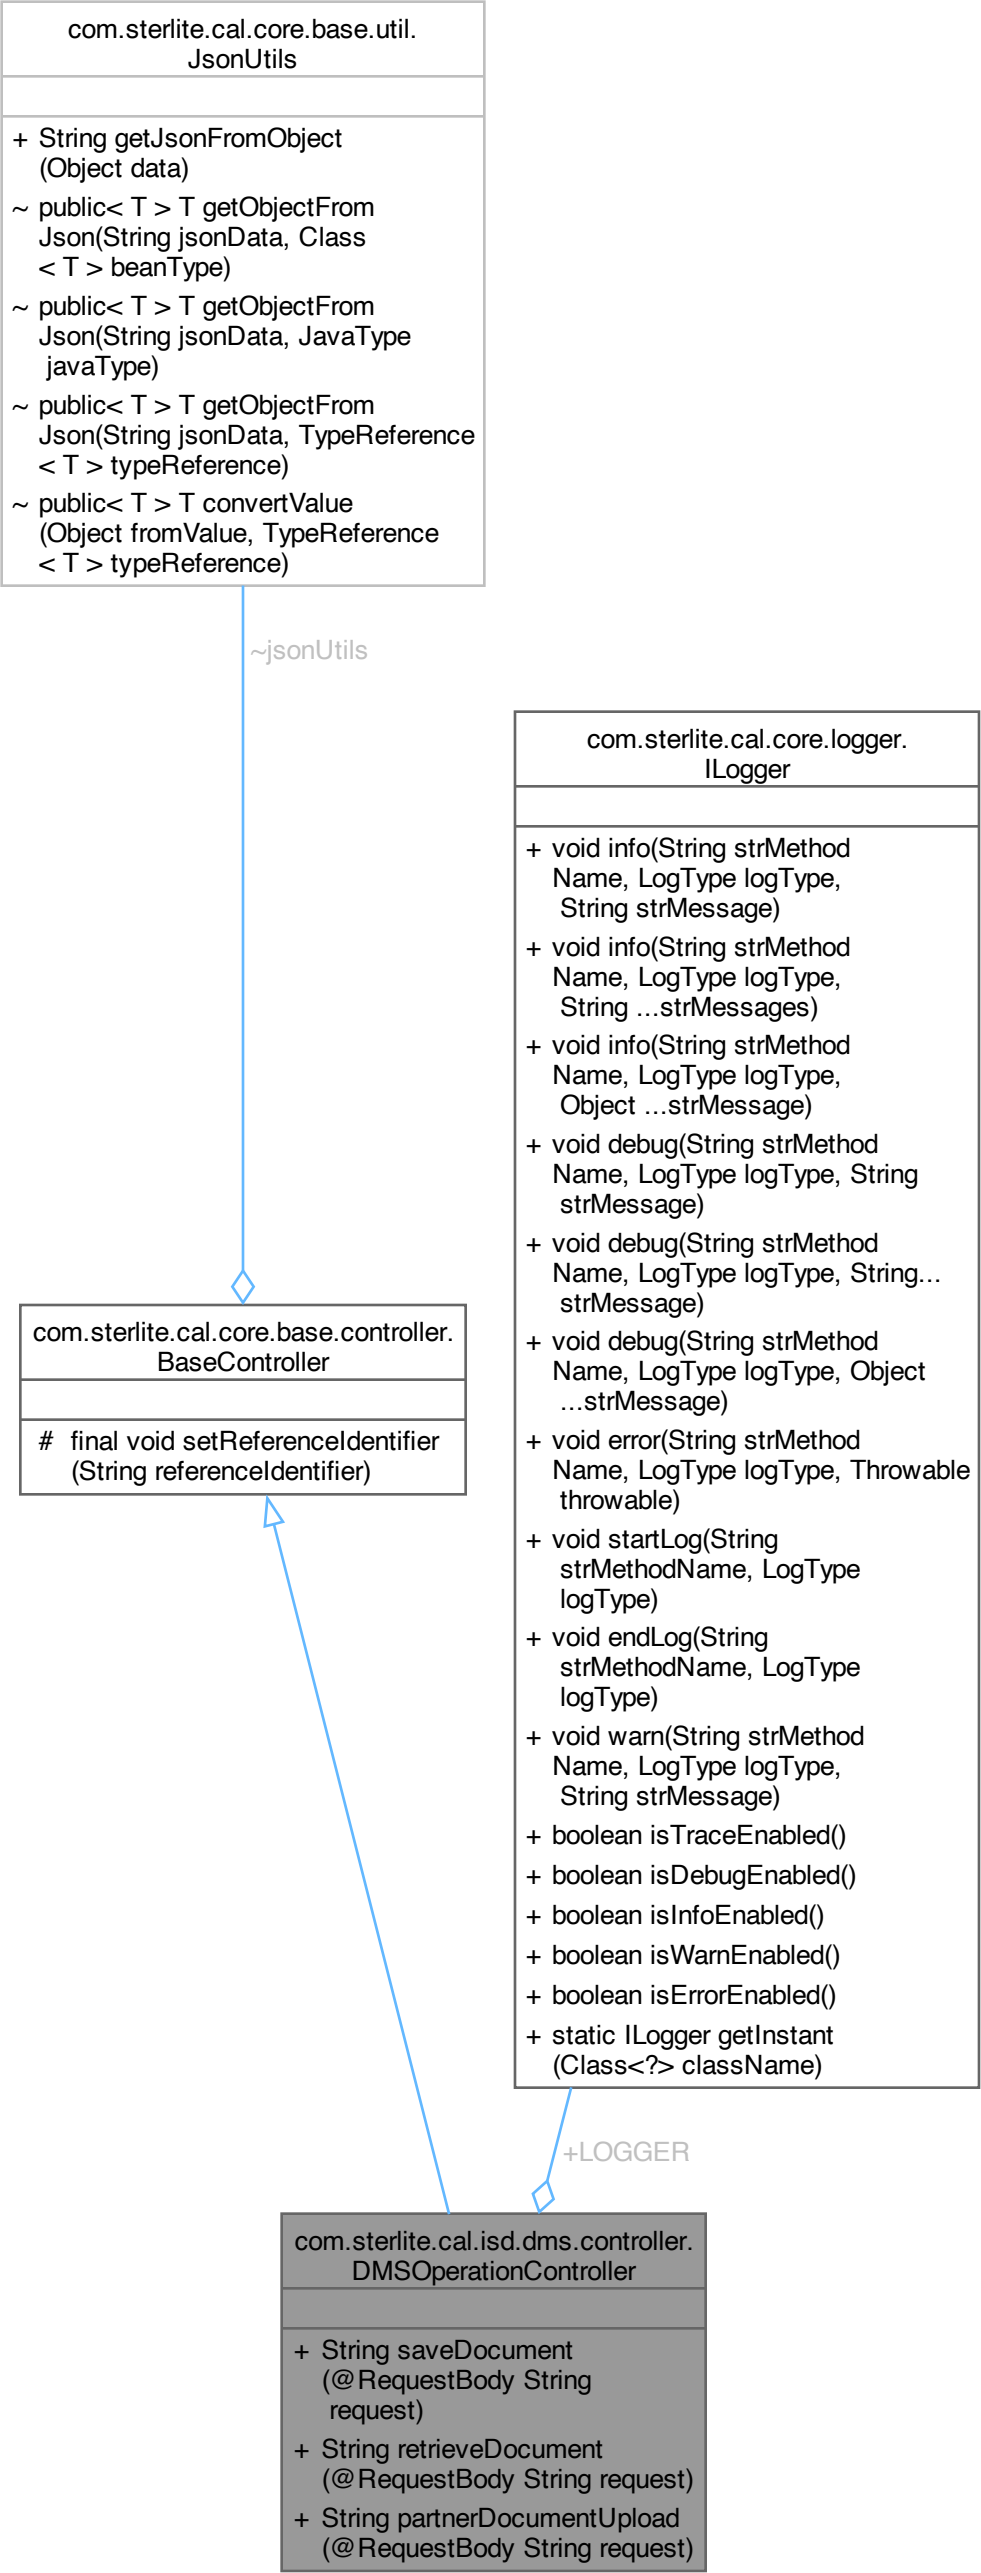 com.sterlite.cal.core.base.util.
JsonUtils
+ String getJsonFromObject
(Object data)
~ public< T > T getObjectFrom
Json(String jsonData, Class
< T > beanType)
~ public< T > T getObjectFrom
Json(String jsonData, JavaType
javaType)
~ public< T > T getObjectFrom
Json(String jsonData, TypeReference
< T > typeReference)
~ public< T > T convertValue
(Object fromValue, TypeReference
< T > typeReference)
~jsonUtils
com.sterlite.cal.core.logger.
ILogger
+ void info(String strMethod
Name, LogType logType,
String strMessage)
+ void info(String strMethod
Name, LogType logType,
String ...strMessages)
+ void info(String strMethod
Name, LogType logType,
Object ...strMessage)
+ void debug(String strMethod
Name, LogType logType, String
strMessage)
+ void debug(String strMethod
Name, LogType logType, String...
strMessage)
+ void debug(String strMethod
Name, LogType logType, Object
...strMessage)
+ void error(String strMethod
Name, LogType logType, Throwable
throwable)
+ void startLog(String
strMethodName, LogType
logType)
+ void endLog(String
strMethodName, LogType
logType)
+ void warn(String strMethod
Name, LogType logType,
String strMessage)
+ boolean isTraceEnabled()
+ boolean isDebugEnabled()
+ boolean isInfoEnabled()
+ boolean isWarnEnabled()
+ boolean isErrorEnabled()
+ static ILogger getInstant
(Class<?> className)
com.sterlite.cal.core.base.controller.
BaseController
# final void setReferenceIdentifier
(String referenceIdentifier)
+LOGGER
com.sterlite.cal.isd.dms.controller.
DMSOperationController
+ String saveDocument
(@RequestBody String
request)
+ String retrieveDocument
(@RequestBody String request)
+ String partnerDocumentUpload
(@RequestBody String request)